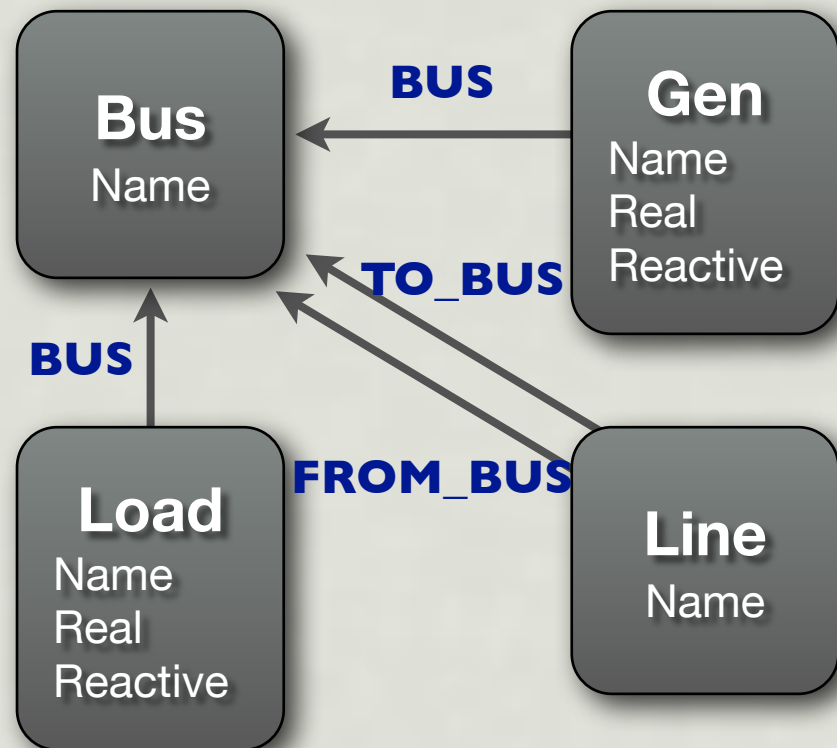 Bus
Name
BUS
Gen
Name
Real
Reactive
TO_BUS
BUS
FROM_BUS
Load
Name
Real
Reactive
Line
Name